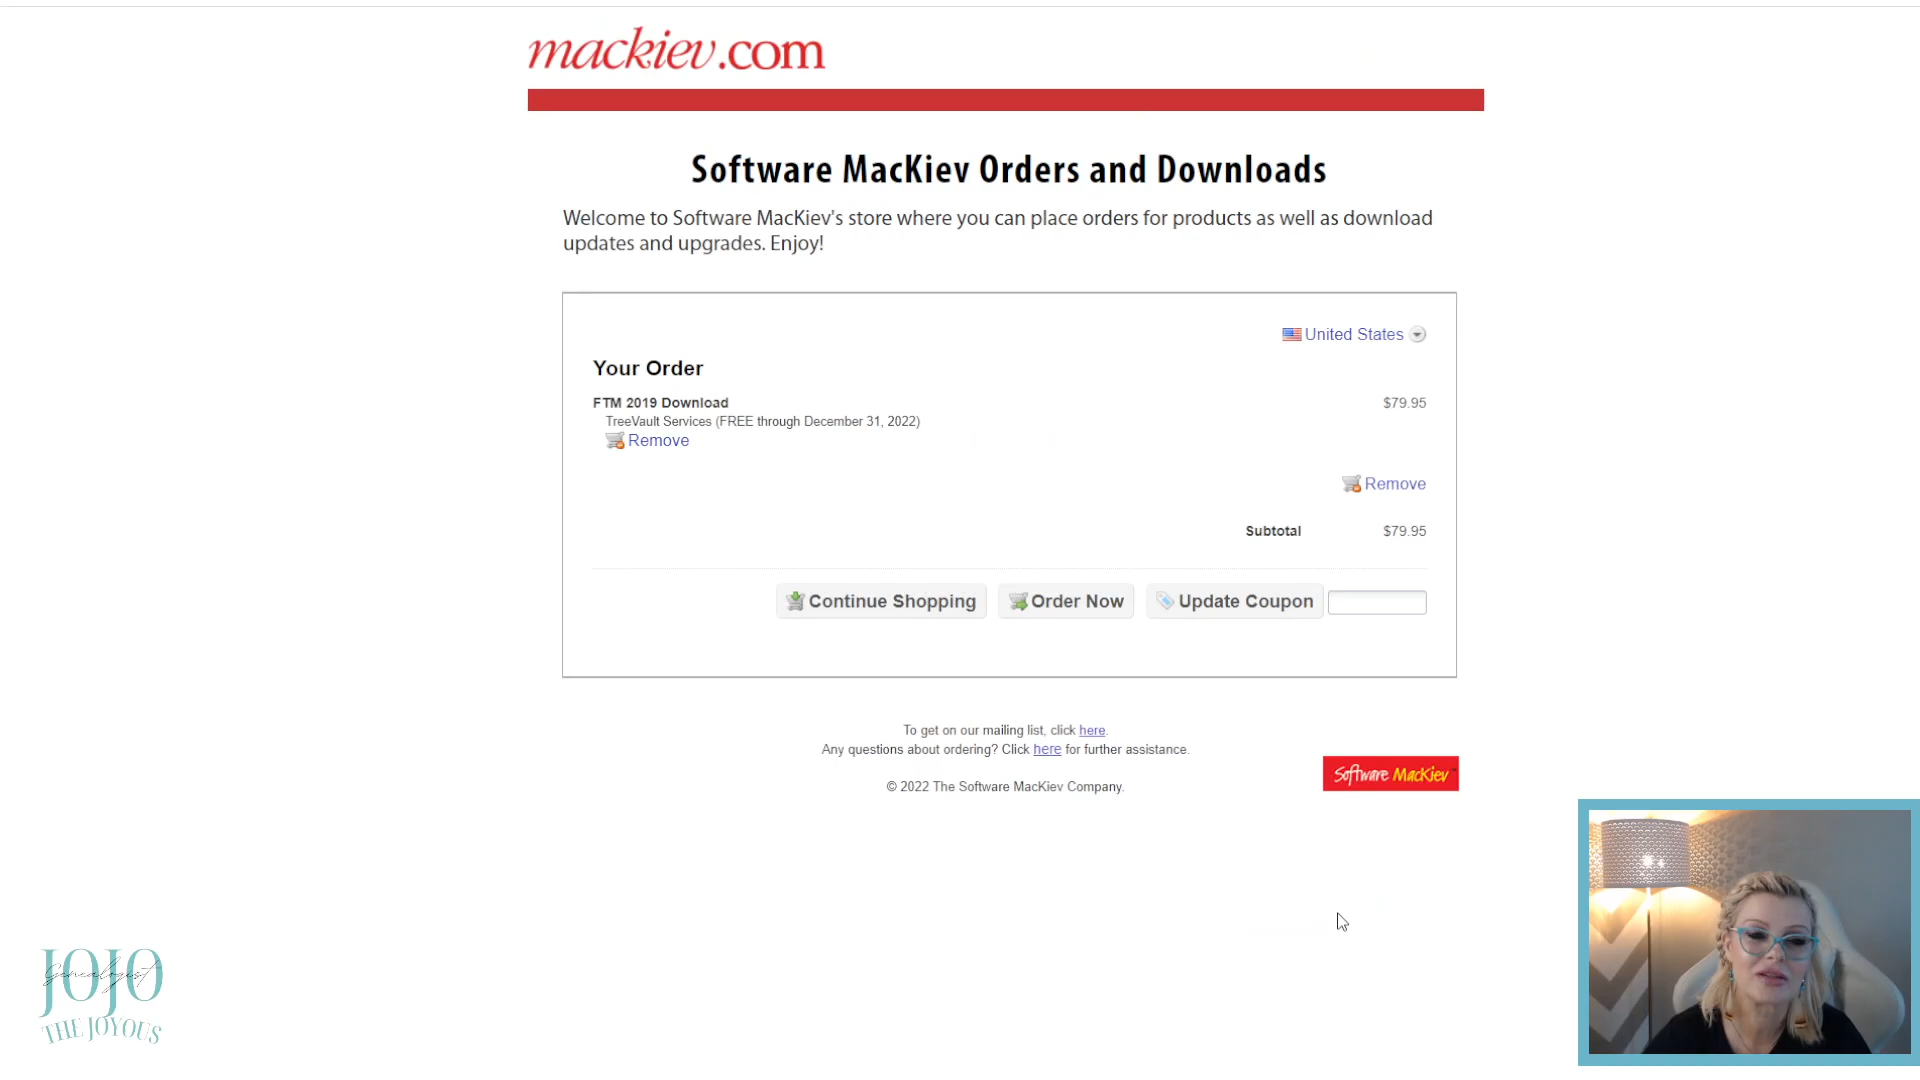 mackiev.com
Software MacKiev Orders and Downloads
Welcome to Software MacKiev's store where you can place orders for products as well as download
updates and upgrades. Enjoy!
United States
Your Order
FTM 2019 Download $79.95
TreeVault Services (FREE through December 31, 2022)
Remove
Remove
Subtotal $79.95
Continue Shopping Order Now Update Coupon
To get on our mailing list, click here.
Any questions about ordering? Click here for further assistance.
Software MacKiev
© 2022 The Software MacKiev Company.
JOJO
Genealogist
THE JOYOUS